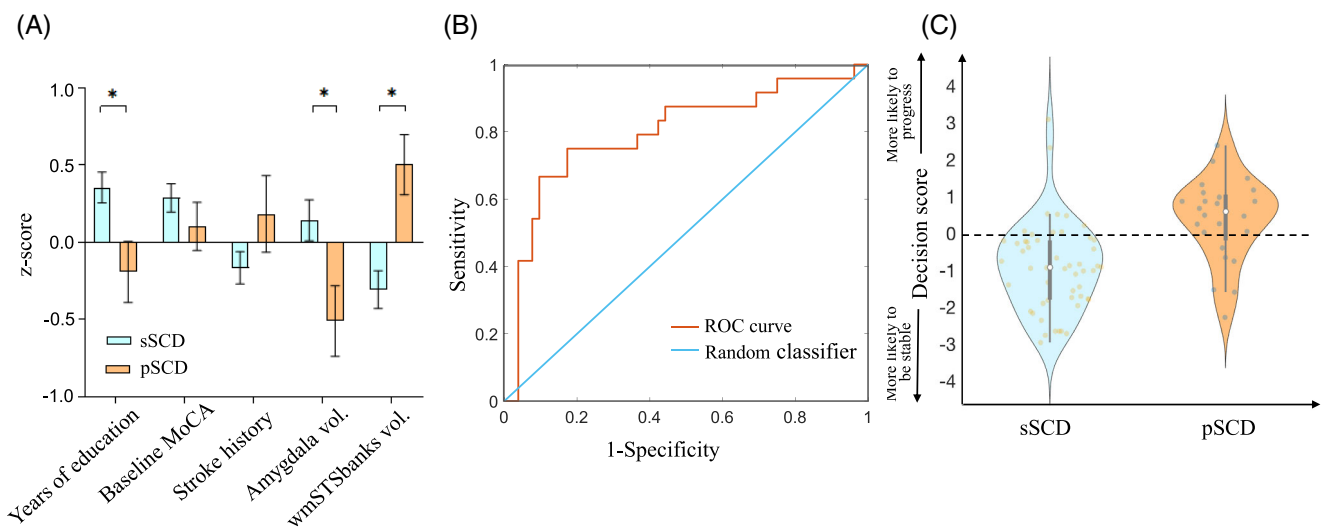 (A)
1.0
0.5
0.0
-0.5
-1.0
z-score
*
*
*
sSCD
pSCD
Years of education
Baseline MoCA
Stroke history
Amygdala vol.
wmSTSbanks vol.
(B)
1
0.8
0.6
0.4
0.2
0
Sensitivity
ROC curve
Random classifier
0
0.2
0.4
0.6
0.8
1
1-Specificity
(C)
More likely to
progress
Decision score
More likely to
be stable
4
3
2
1
0
-1
-2
-3
-4
sSCD
pSCD